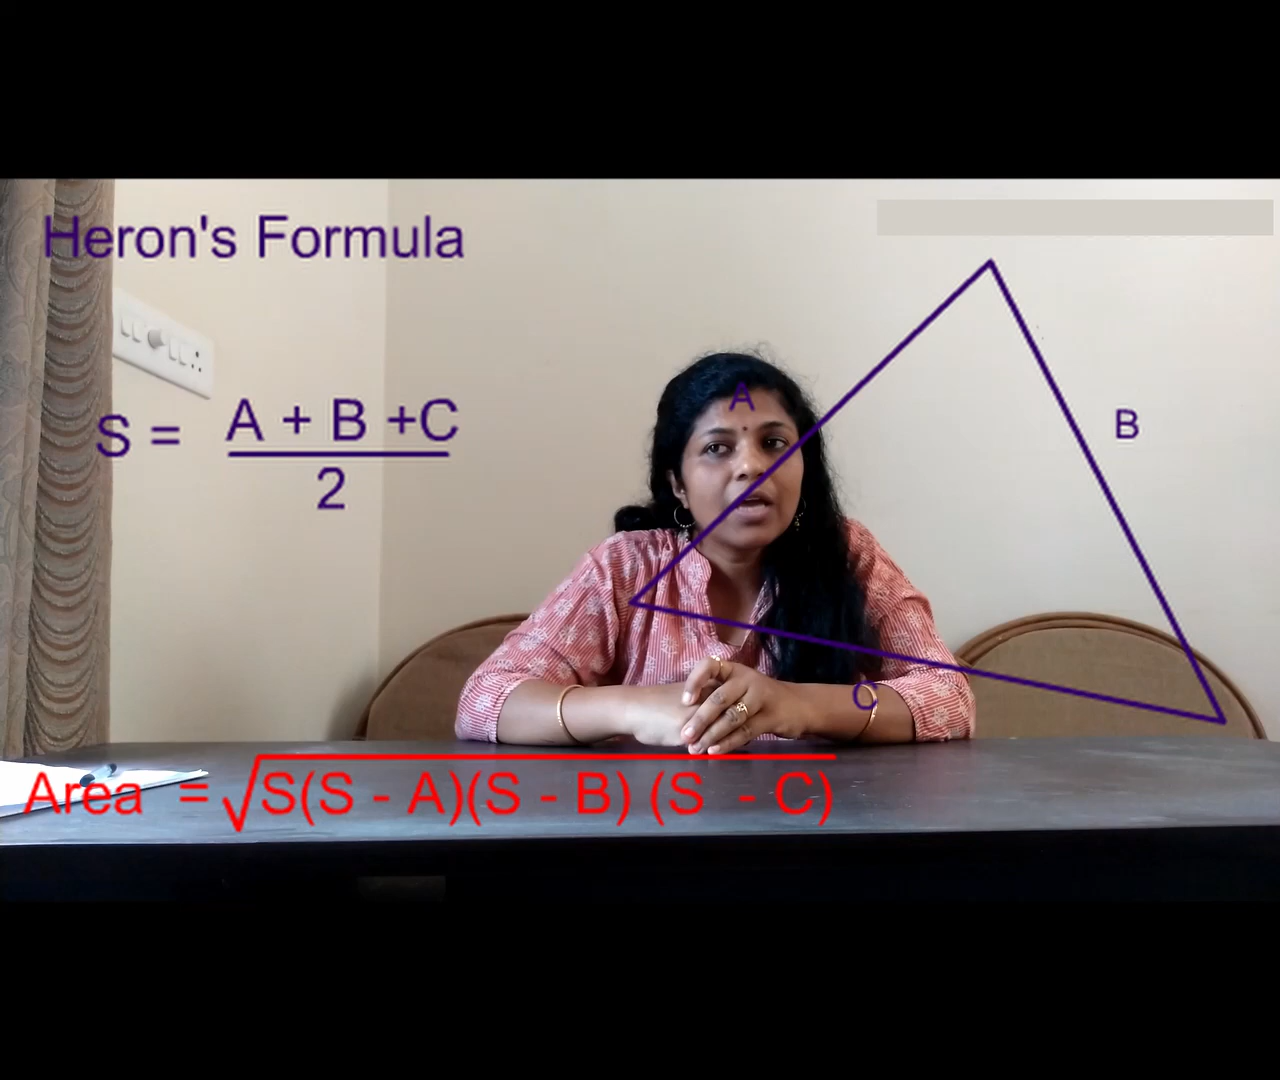 Heron's Formula
A
B
S = A + B +C
2
C
Area = √S(S - A)(S - B) (S - C)